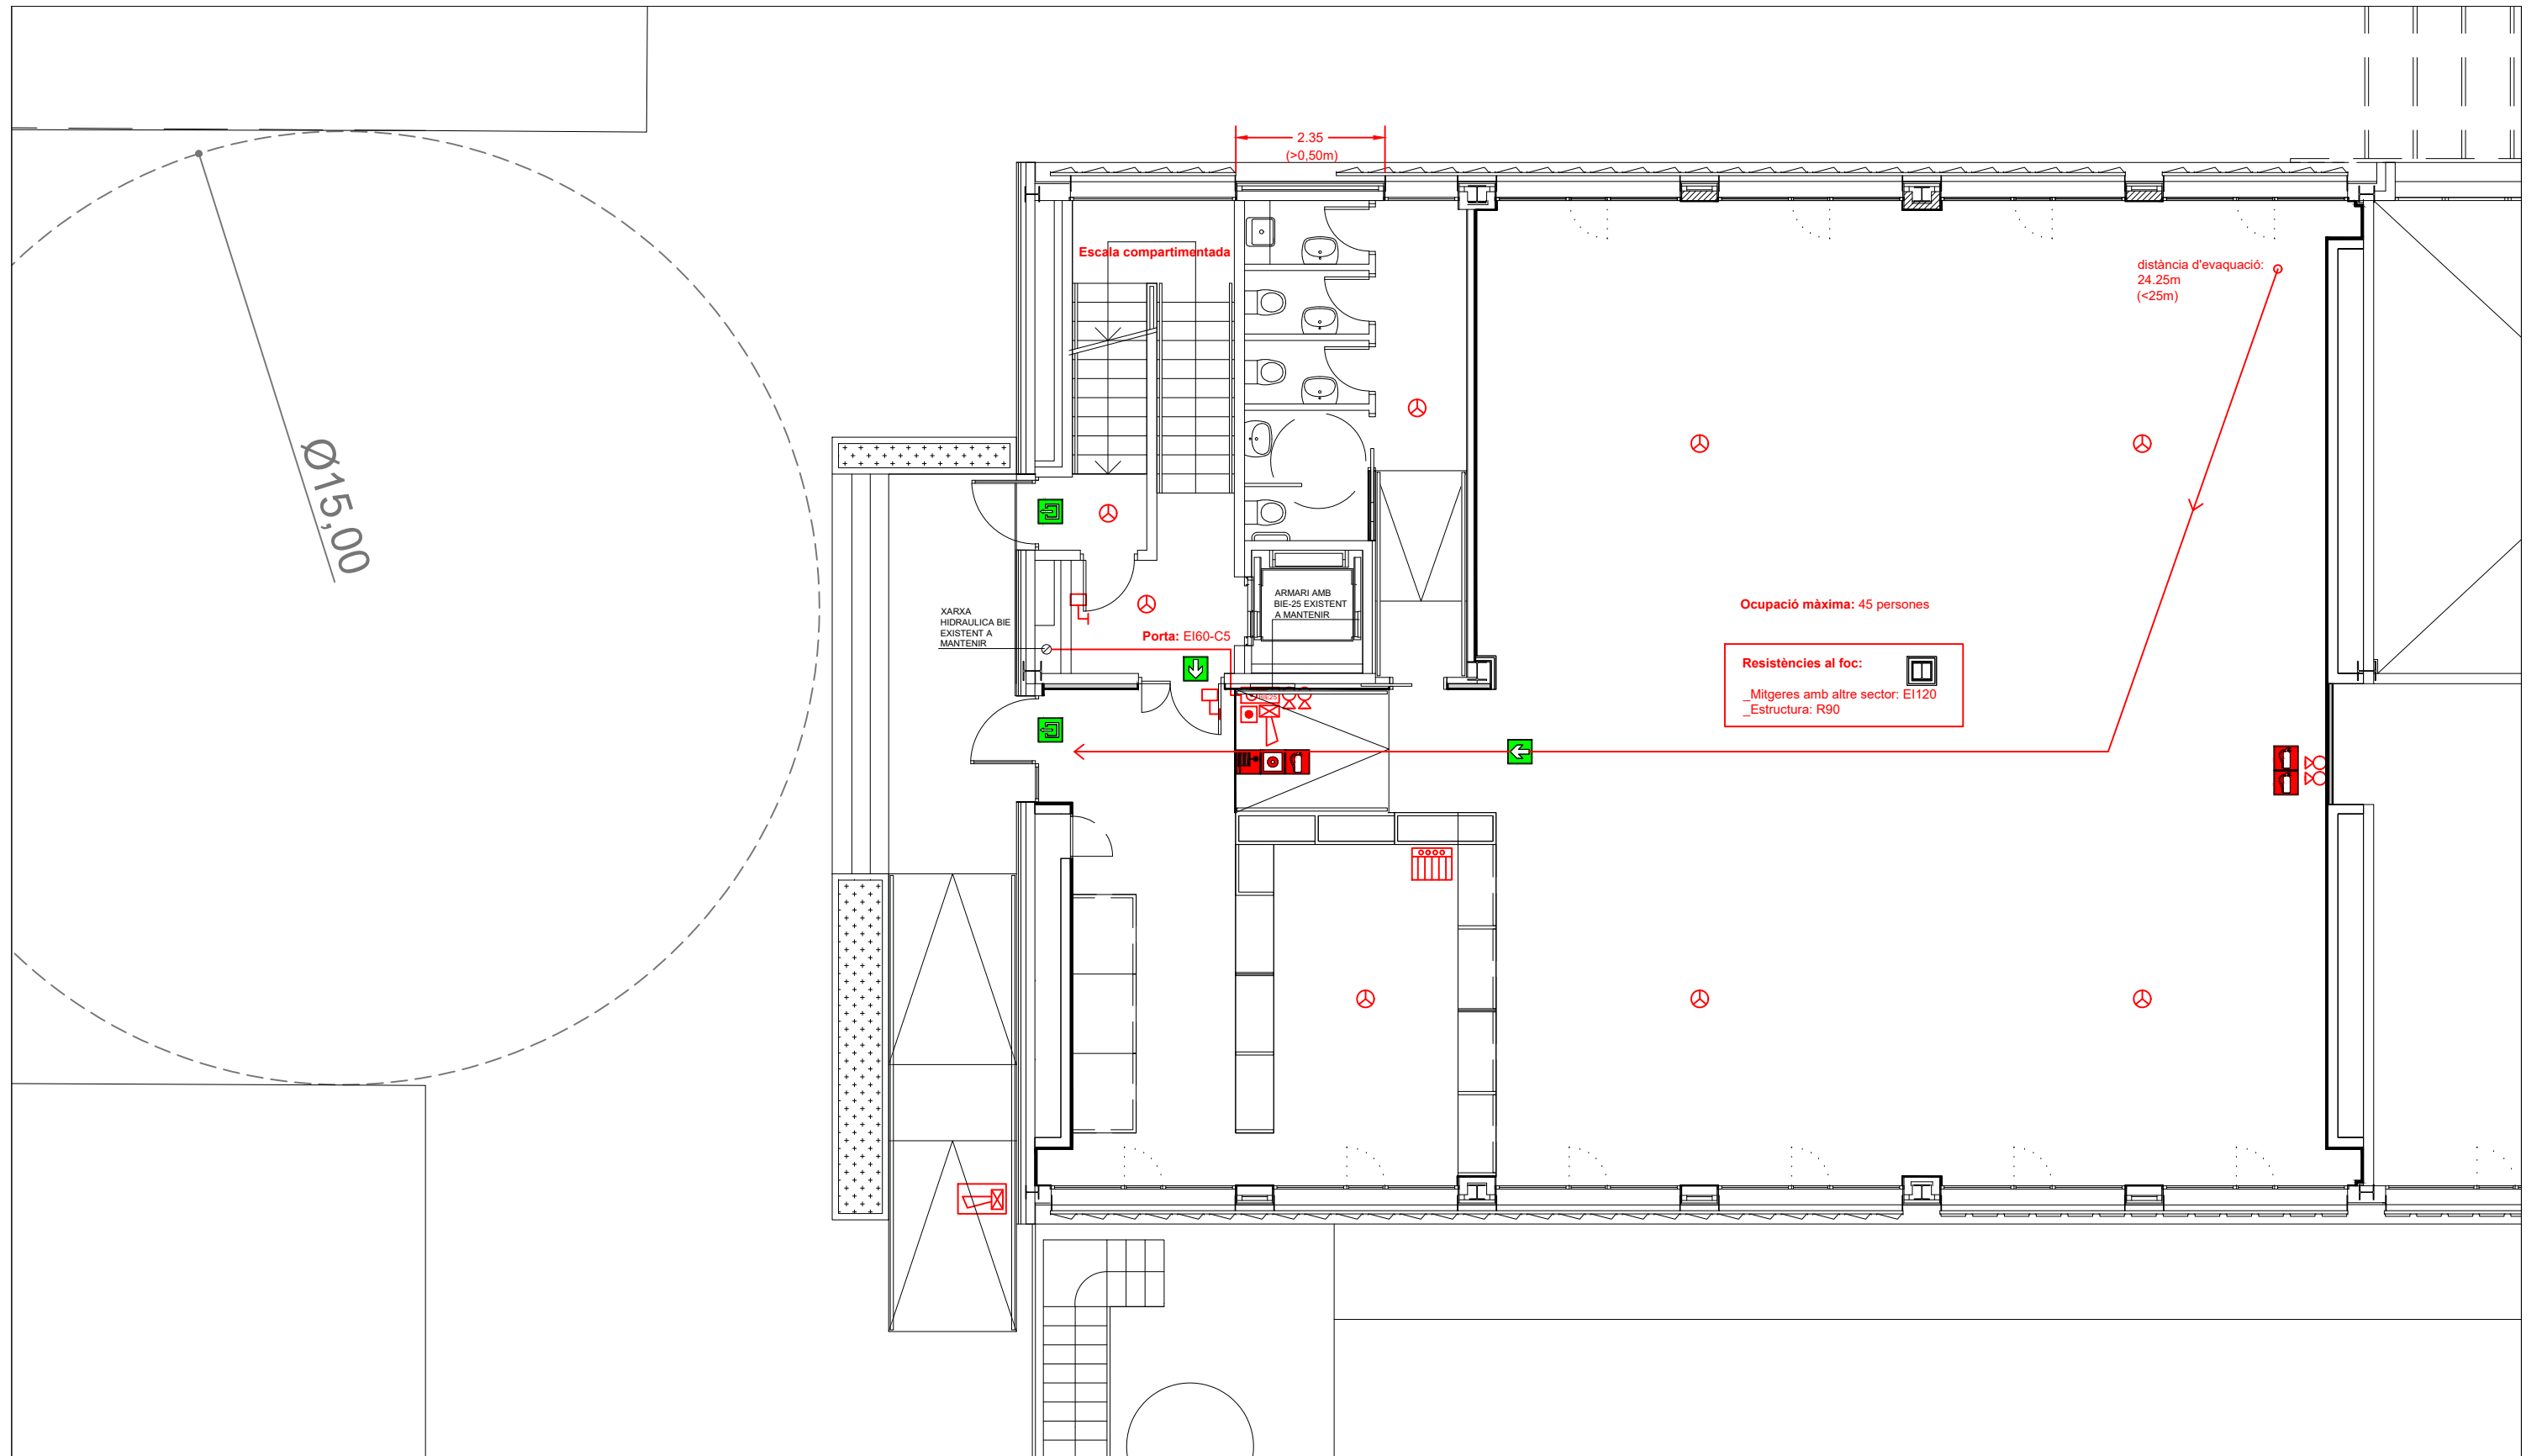 2.35
(>0,50m)
Escala compartimentada
distància d'evaquació:
24.25m
(<25m)
Ø15,00
ARMARI AMB
BIE-25 EXISTENT
A MANTENIR
XARXA
HIDRAULICA BIE
EXISTENT A
MANTENIR
Porta: EI60-C5
Ocupació màxima: 45 persones
Resistències al foc:
_Mitgeres amb altre sector: EI120
_Estructura: R90
BIE25